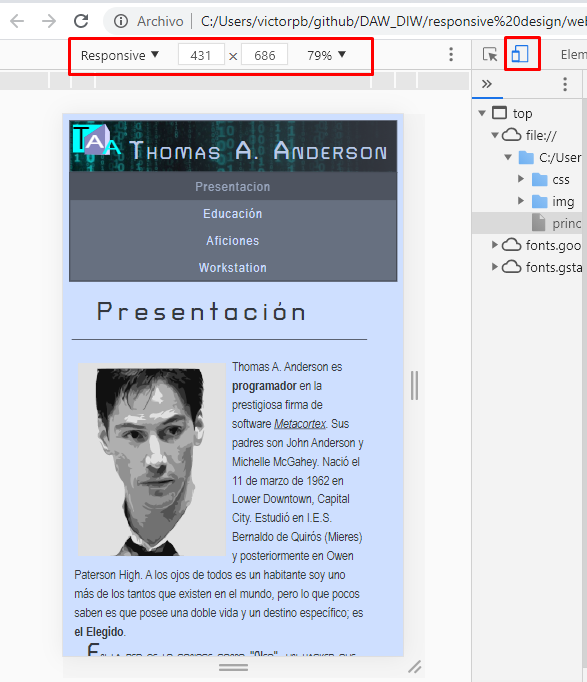 Archivo
C:/Users/victorpb/github/DAW_DIW/responsive%20design/wel
Responsive ▼ 431 × 686 79% ▼
Elem
»
top
file://
C:/User
css
img
princ
fonts.goo
fonts.gsta
TAA Thomas A. Anderson
Presentacion
Educación
Aficiones
Workstation
Presentación
Thomas A. Anderson es
programador en la
prestigiosa firma de
software Metacortex. Sus
padres son John Anderson y
Michelle McGahey. Nació el
11 de marzo de 1962 en
Lower Downtown, Capital
City. Estudió en I.E.S.
Bernaldo de Quirós (Mieres)
y posteriormente en Owen
Paterson High. A los ojos de todos es un habitante soy uno
más de los tantos que existen en el mundo, pero lo que pocos
saben es que posee una doble vida y un destino específico; es
el Elegido.